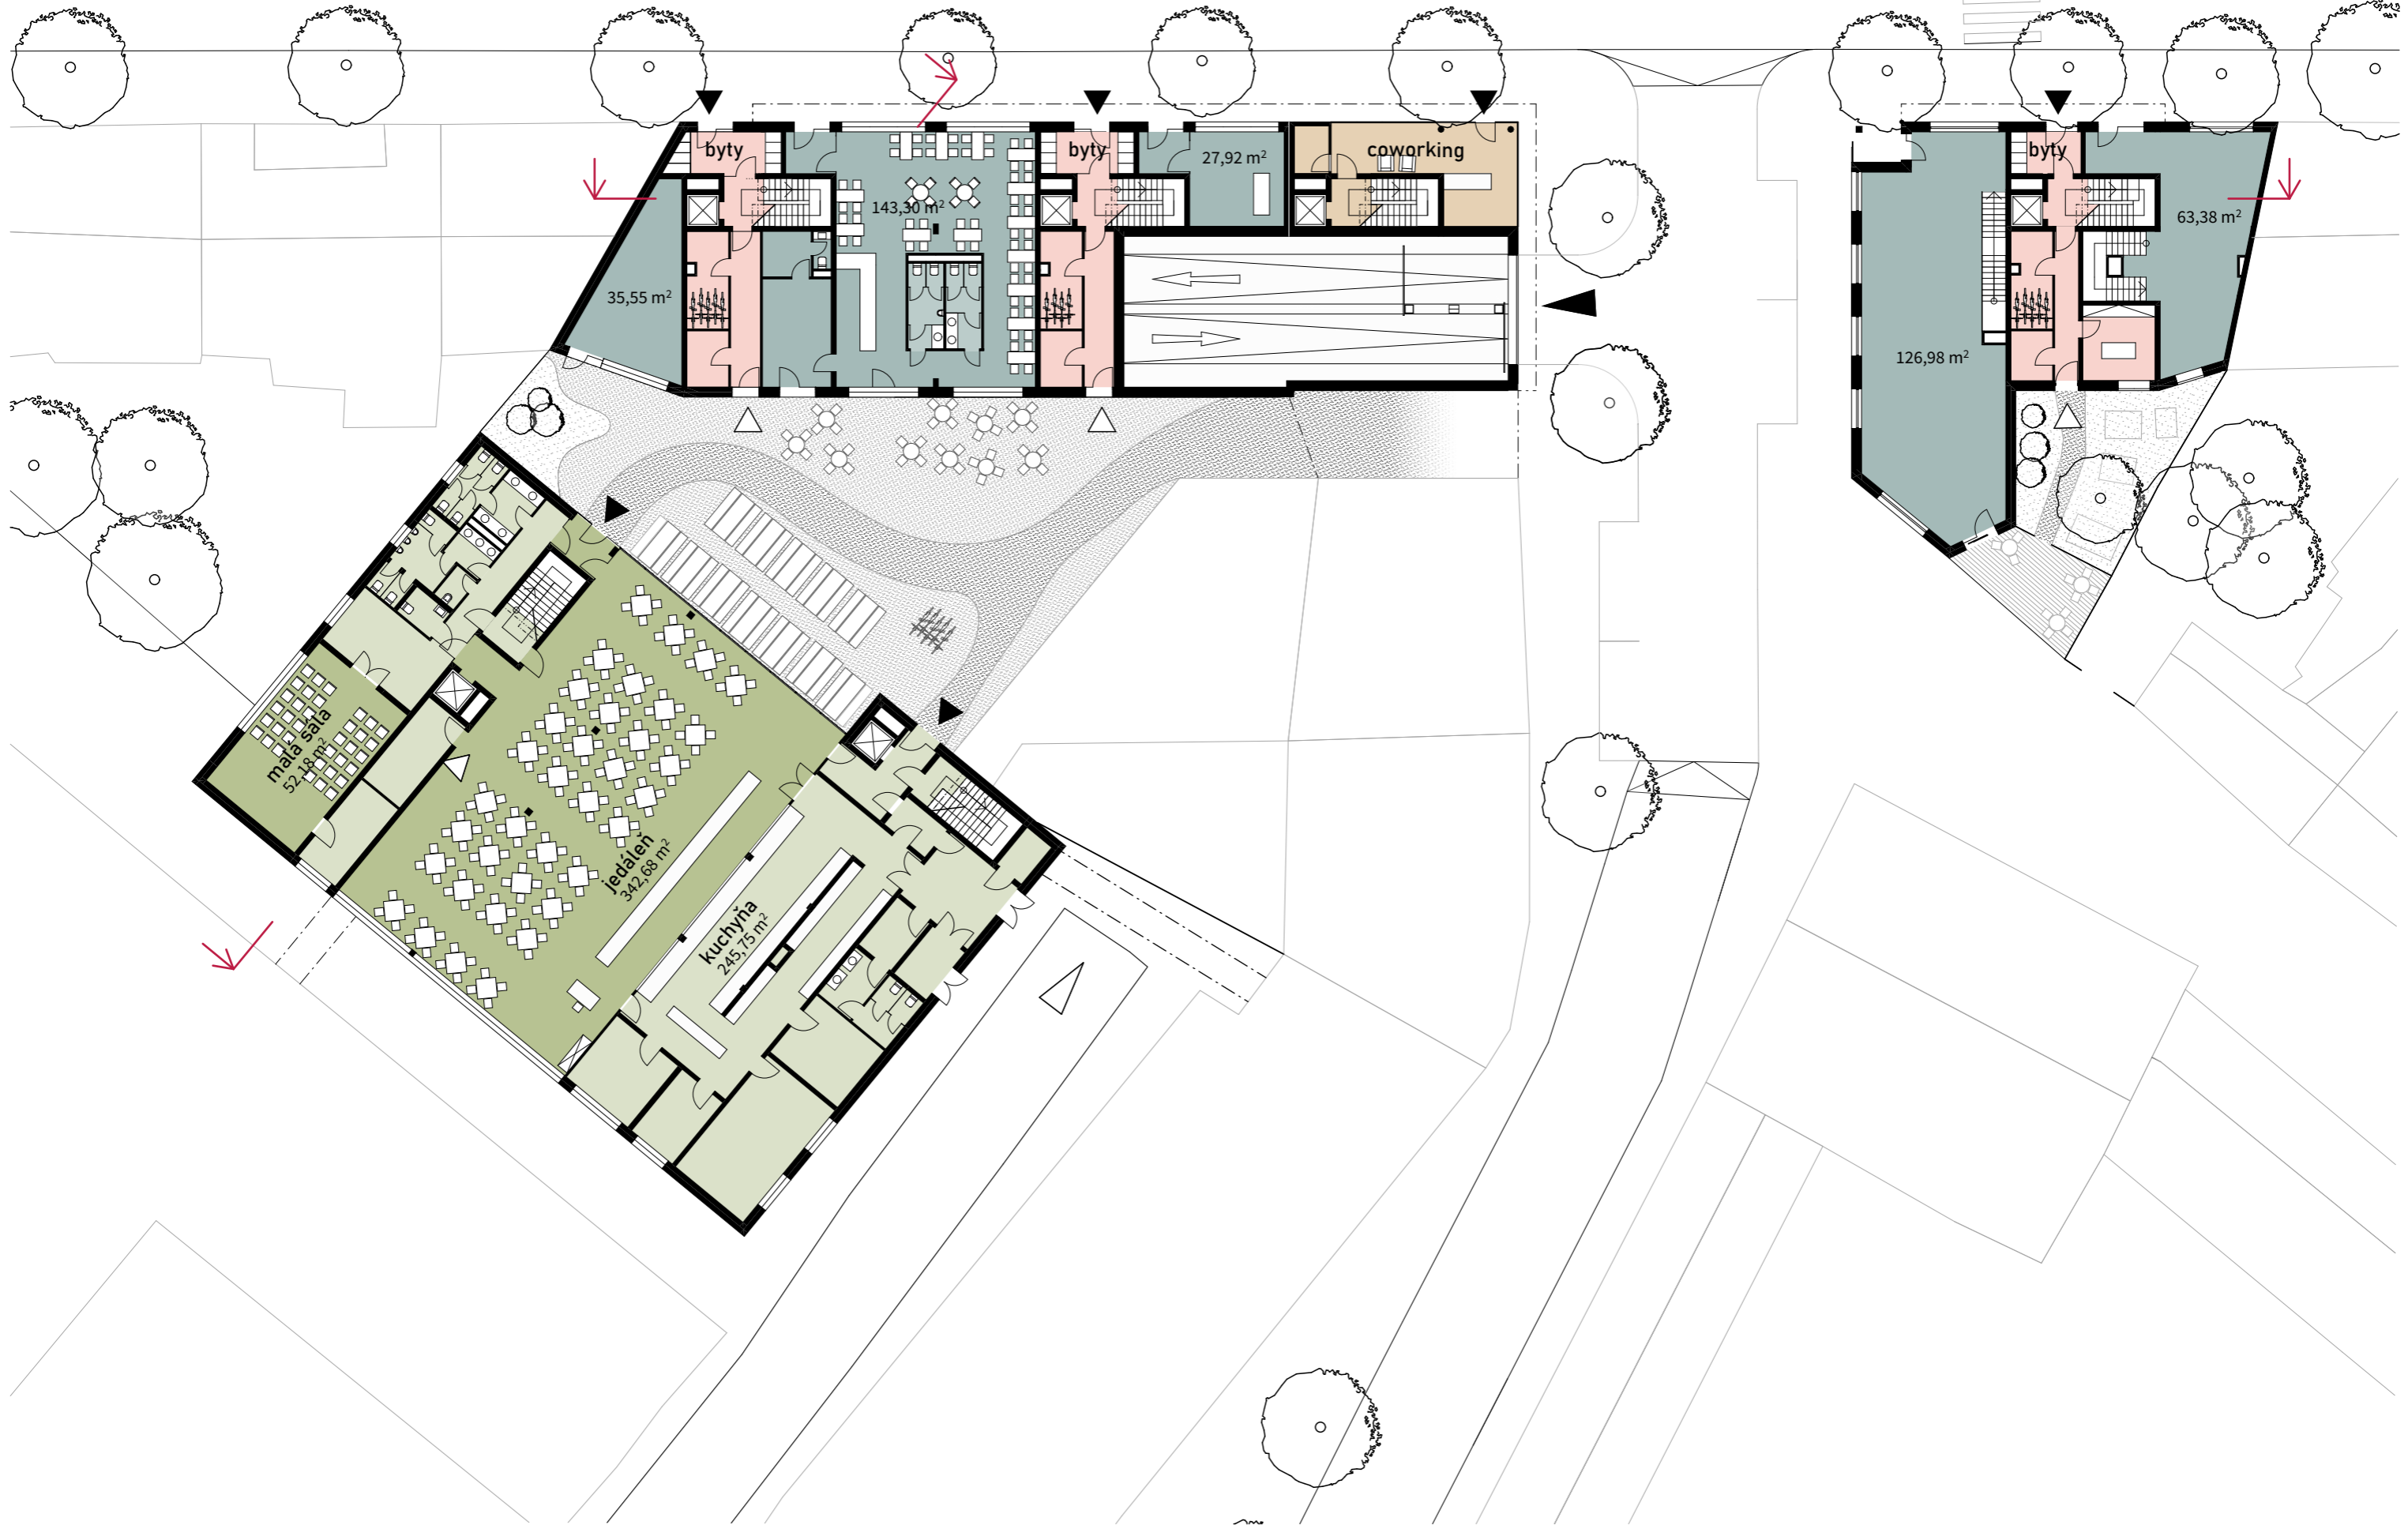 byty
byty
27,92 m²
coworking
byty
143,30 m²
63,38 m²
35,55 m²
126,98 m²
malá sála
52,18 m²
jedáleň
342,68 m²
kuchyňa
245,75 m²